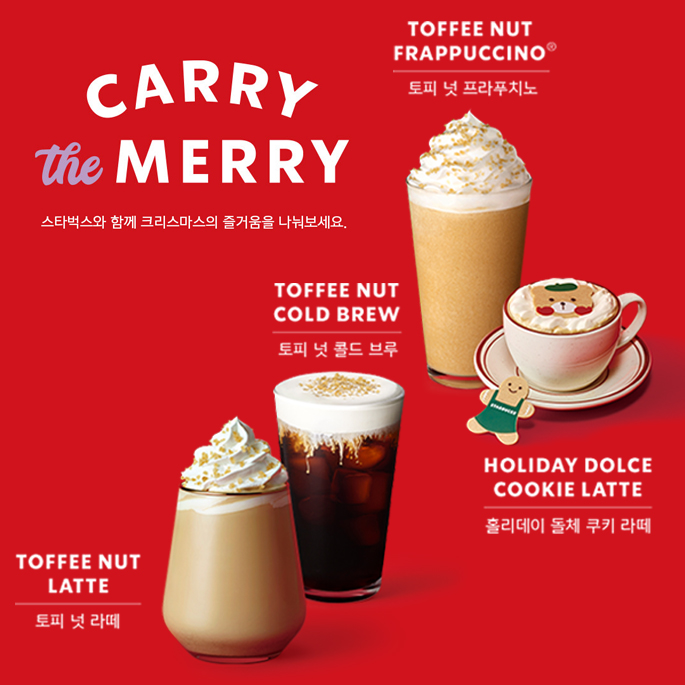 CARRY
the MERRY
스타벅스와 함께 크리스마스의 즐거움을 나눠보세요.
TOFFEE NUT
FRAPPUCCINO®
토피 넛 프라푸치노
TOFFEE NUT
COLD BREW
토피 넛 콜드 브루
STARBUCKS
HOLIDAY DOLCE
COOKIE LATTE
홀리데이 돌체 쿠키 라떼
TOFFEE NUT
LATTE
토피 넛 라떼